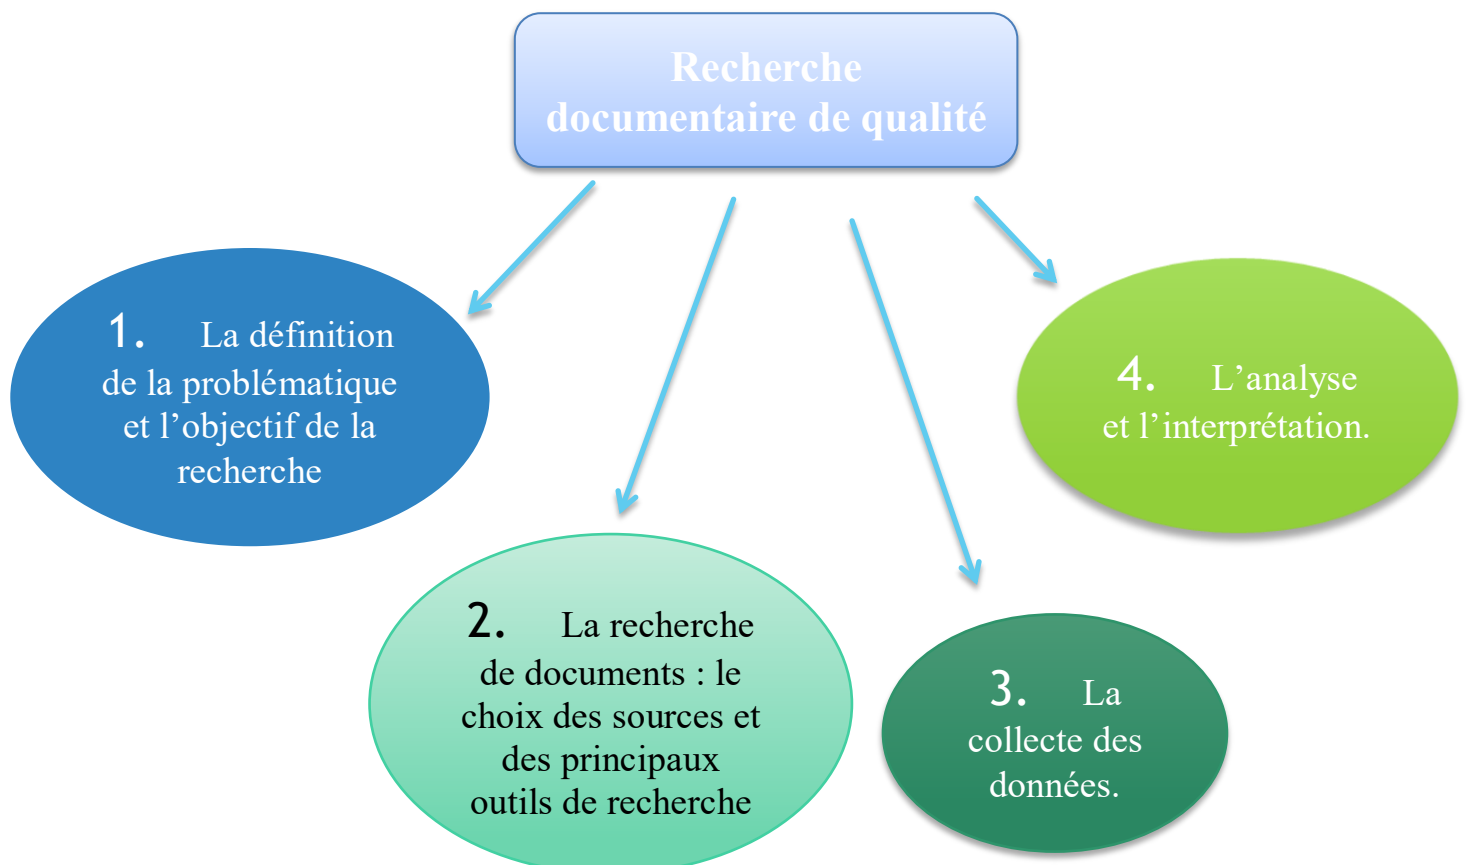 Recherche
documentaire de qualité
1. La définition
de la problématique
et l’objectif de la
recherche
2. La recherche
de documents : le
choix des sources et
des principaux
outils de recherche
3. La
collecte des
données.
4. L’analyse
et l’interprétation.